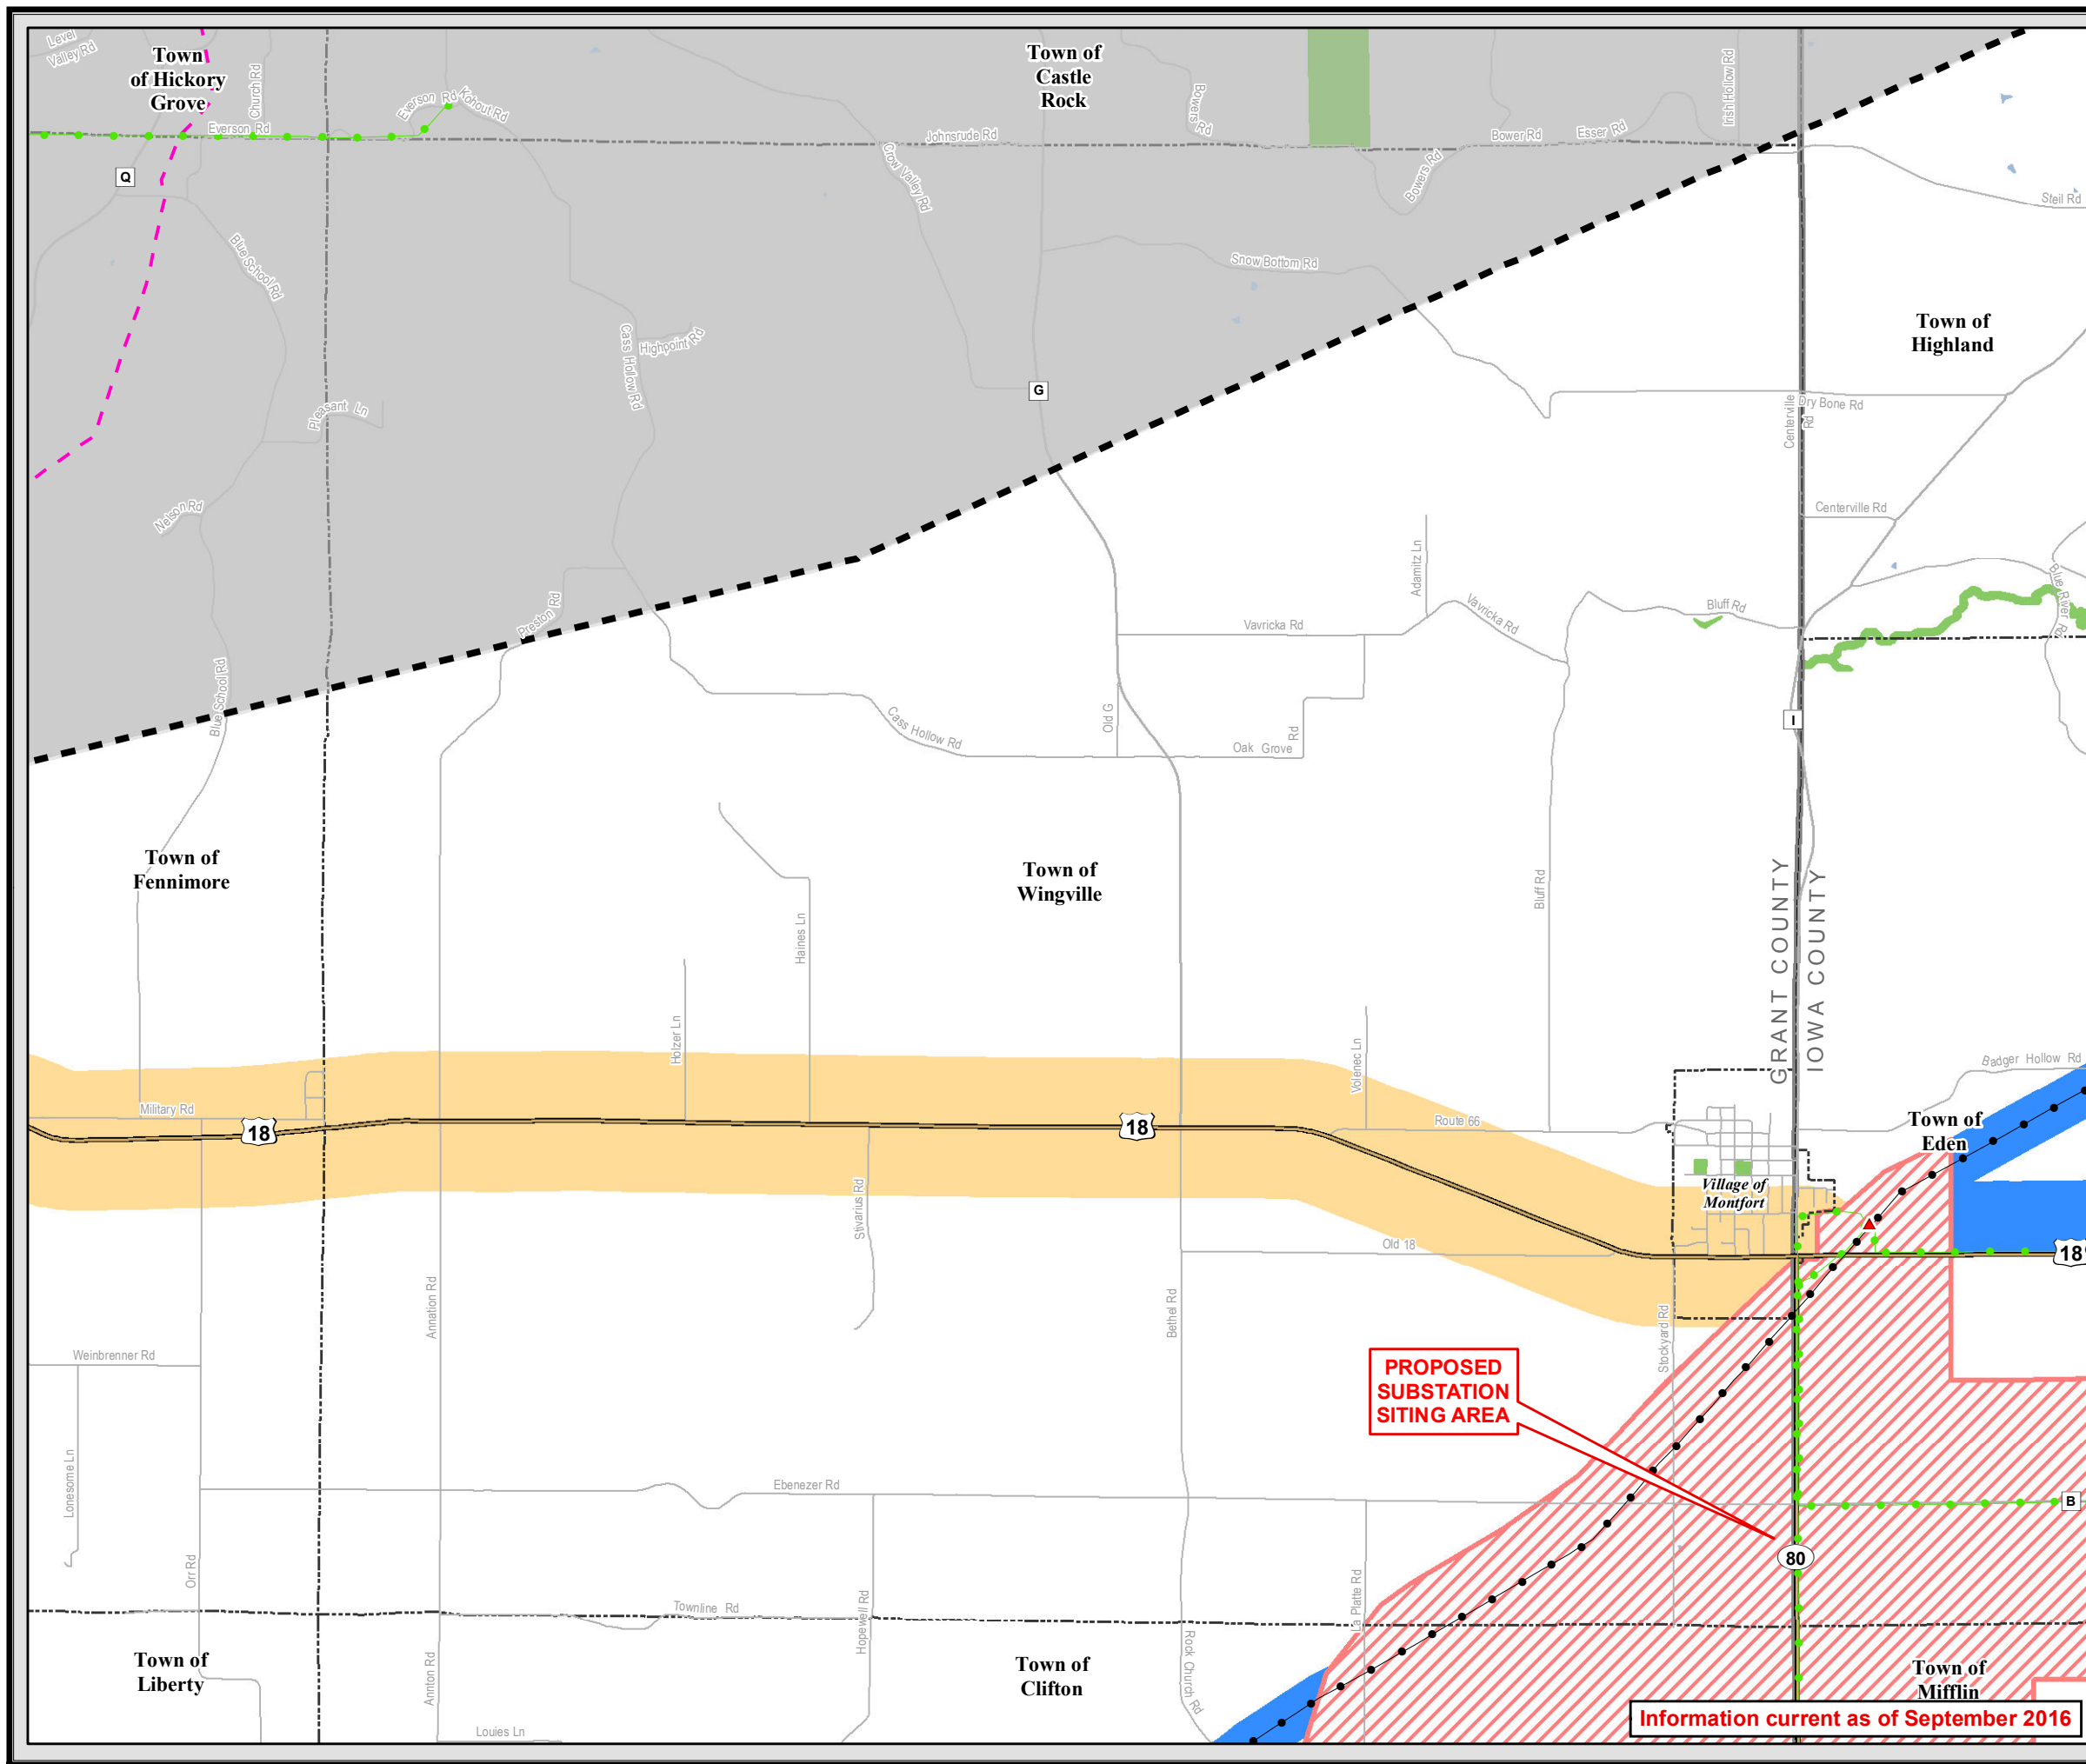 Level
Valley Rd
Town
of Hickory
Grove
Church Rd
Everson Rd
Everson Rd
Kohout Rd
Town of
Castle
Rock
Bowers
Rd
Johnsrude Rd
Crow Valley Rd
Bowers Rd
Bower Rd
Esser Rd
Irish Hollow Rd
Steil Rd
Q
Blue School Rd
Snow Bottom Rd
Cass Hollow Rd
Highpoint Rd
Pleasant Ln
G
Town of
Highland
Centerville
Rd
Dry Bone Rd
Nelson Rd
Centerville Rd
Adamitz Ln
Preston Rd
Vavricka Rd
Vavricka Rd
Bluff Rd
Blue River Rd
Blue School Rd
Cass Hollow Rd
Old G
Oak Grove
Rd
I
Town of
Fennimore
Town of
Wingville
Haines Ln
Bluff Rd
GRANT COUNTY
IOWA COUNTY
Holzer Ln
Volenec Ln
Badger Hollow Rd
Military Rd
18
18
Route 66
Town of
Eden
Village of
Montfort
Stivarius Rd
Old 18
18
Annation Rd
Bethel Rd
Stockyard Rd
Weinbrenner Rd
PROPOSED
SUBSTATION
SITING AREA
Lonesome Ln
Ebenezer Rd
B
80
Orr Rd
Hopewell Rd
La Platte Rd
Townline Rd
Town of
Liberty
Annton Rd
Town of
Clifton
Rock Church Rd
Town of
Mifflin
Louies Ln
Information current as of September 2016